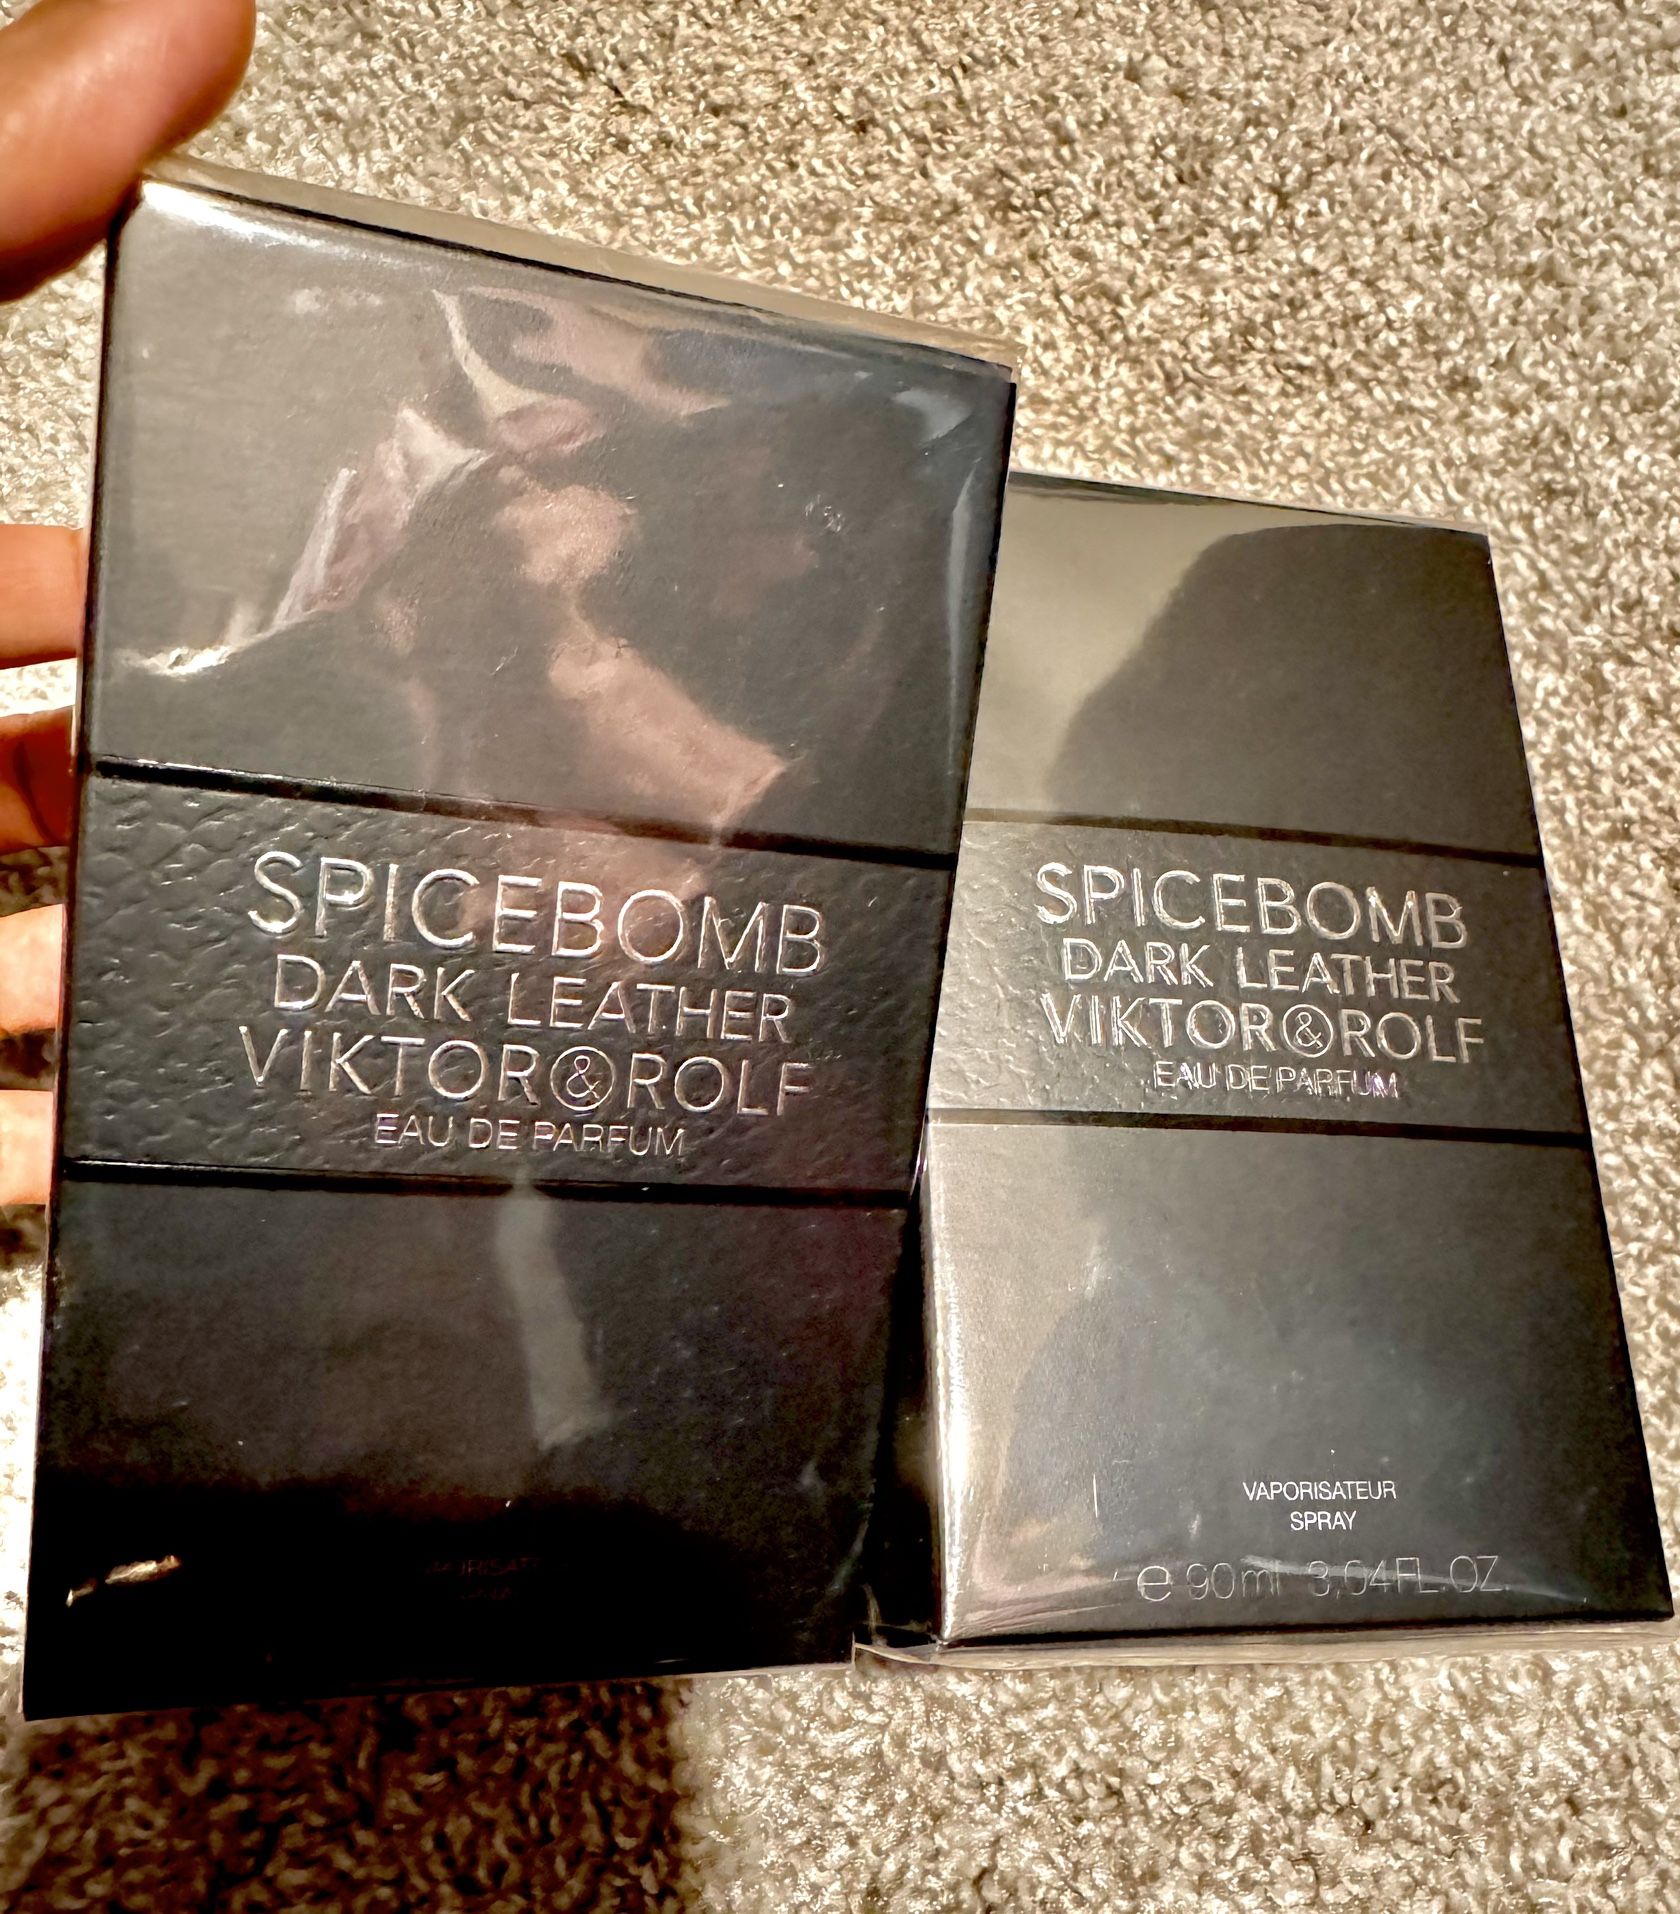 SPICEBOMB
DARK LEATHER
VIKTOR&ROLF
EAU DE PARFUM
SPICEBOMB
DARK LEATHER
VIKTOR&ROLF
EAU DE PARFUM
VAPORISATEUR
SPRAY
e 90ml 3,04FL.OZ.